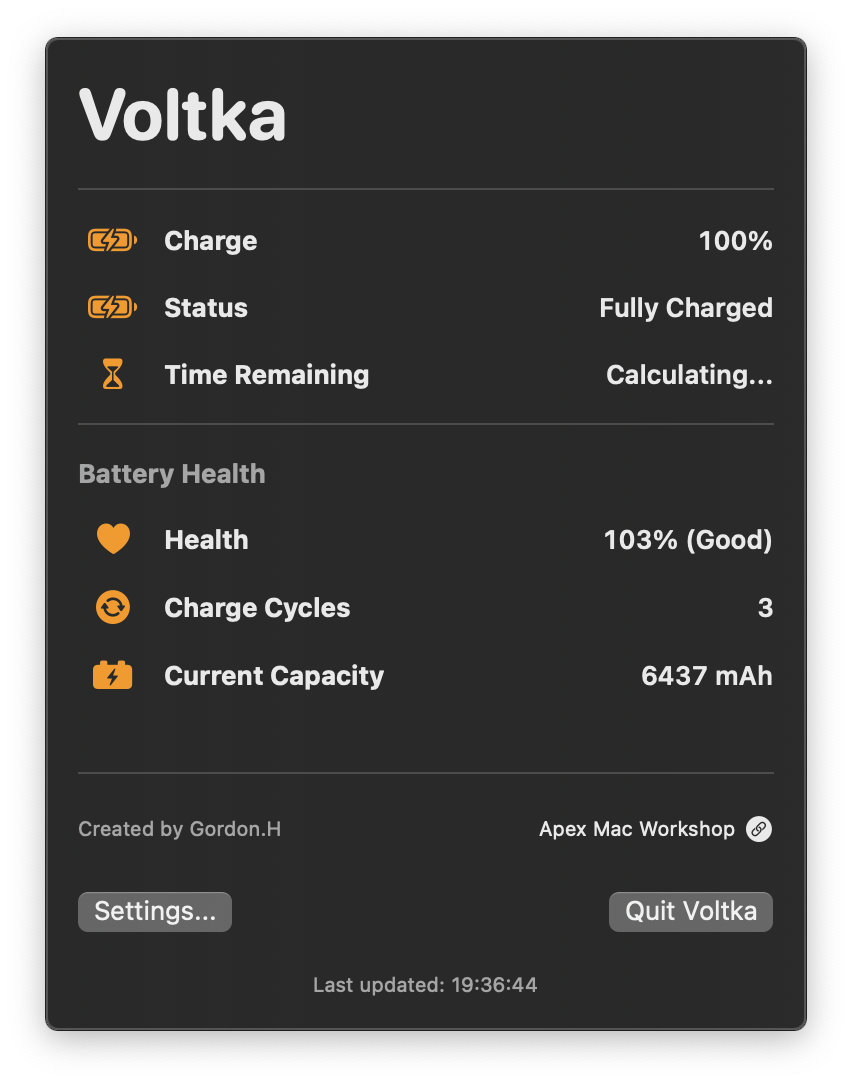 Voltka
Charge 100%
Status Fully Charged
Time Remaining Calculating...
Battery Health
Health 103% (Good)
Charge Cycles 3
Current Capacity 6437 mAh
Created by Gordon.H Apex Mac Workshop
Settings... Quit Voltka
Last updated: 19:36:44